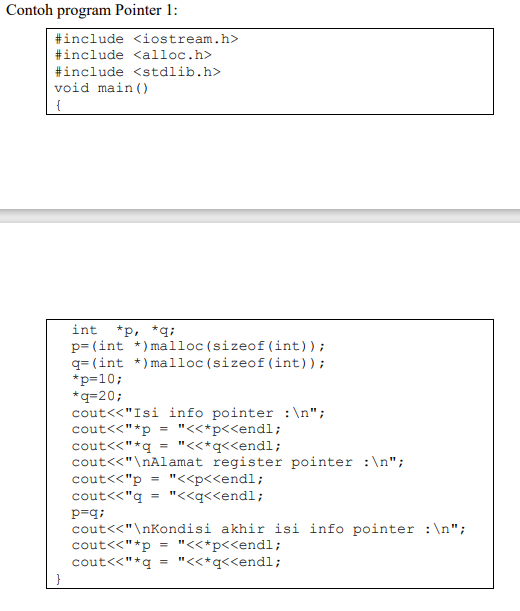 Contoh program Pointer 1:
#include <iostream.h>
#include <alloc.h>
#include <stdlib.h>
void main()
{
int  *p, *q;
p=(int *)malloc(sizeof(int));
q=(int *)malloc(sizeof(int));
*p=10;
*q=20;
cout<<"Isi info pointer :\n";
cout<<"*p = "<<*p<<endl;
cout<<"*q = "<<*q<<endl;
cout<<"\nAlamat register pointer :\n";
cout<<"p = "<<p<<endl;
cout<<"q = "<<q<<endl;
p=q;
cout<<"\nKondisi akhir isi info pointer :\n";
cout<<"*p = "<<*p<<endl;
cout<<"*q = "<<*q<<endl;
}